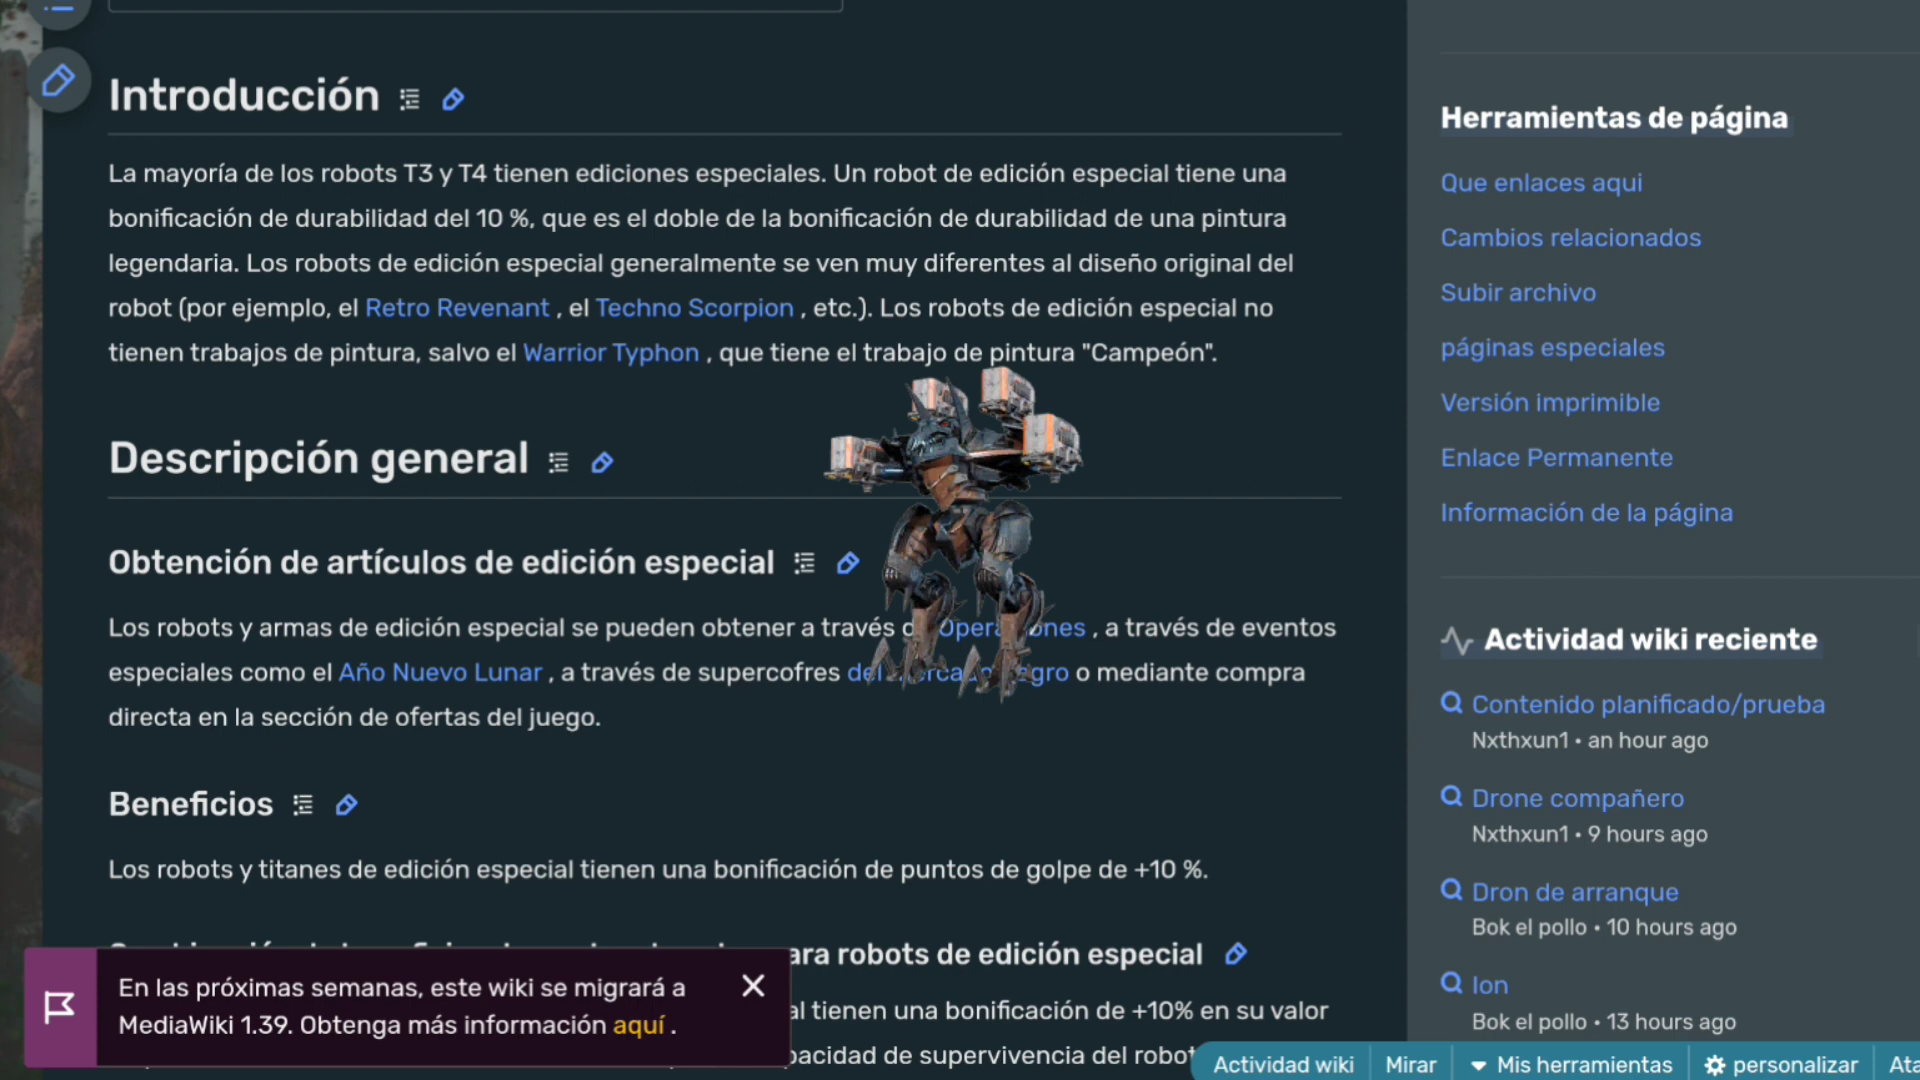 Introducción
La mayoría de los robots T3 y T4 tienen ediciones especiales. Un robot de edición especial tiene una
bonificación de durabilidad del 10 %, que es el doble de la bonificación de durabilidad de una pintura
legendaria. Los robots de edición especial generalmente se ven muy diferentes al diseño original del
robot (por ejemplo, el Retro Revenant , el Techno Scorpion , etc.). Los robots de edición especial no
tienen trabajos de pintura, salvo el Warrior Typhon , que tiene el trabajo de pintura "Campeón".
Descripción general
Obtención de artículos de edición especial
Los robots y armas de edición especial se pueden obtener a través , a través de eventos
especiales como el Año Nuevo Lunar , a través de supercofres o mediante compra
directa en la sección de ofertas del juego.
Beneficios
Los robots y titanes de edición especial tienen una bonificación de puntos de golpe de +10 %.
robots de edición especial
tienen una bonificación de +10% en su valor
de supervivencia del robot
En las próximas semanas, este wiki se migrará a
MediaWiki 1.39. Obtenga más información aquí .
Herramientas de página
Que enlaces aqui
Cambios relacionados
Subir archivo
páginas especiales
Versión imprimible
Enlace Permanente
Información de la página
Actividad wiki reciente
Contenido planificado/prueba
Nxthxun1 • an hour ago
Drone compañero
Nxthxun1 • 9 hours ago
Dron de arranque
Bok el pollo • 10 hours ago
Ion
Bok el pollo • 13 hours ago
Actividad wiki
Mirar
Mis herramientas
personalizar